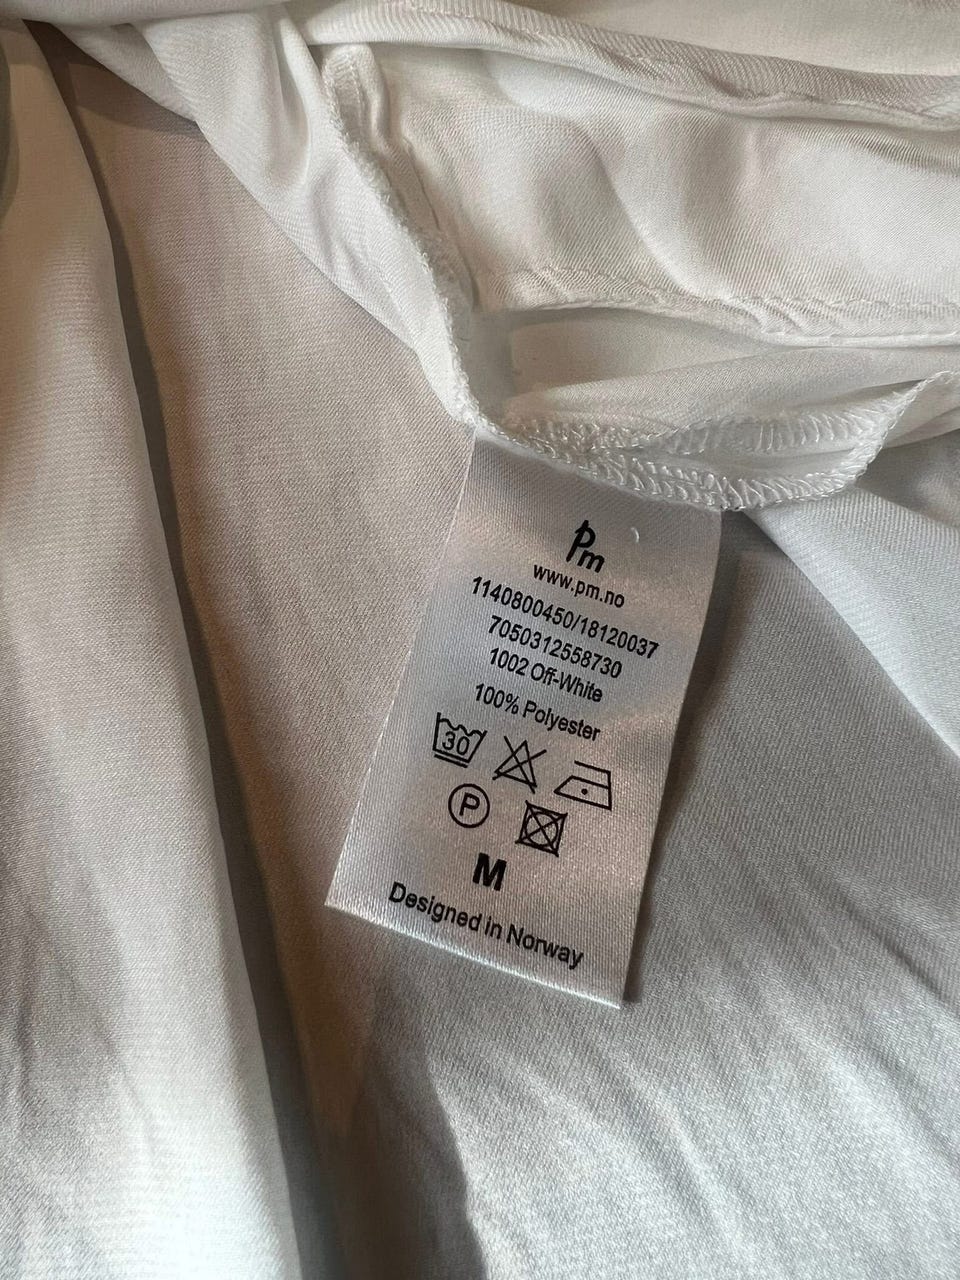 Pm
www.pm.no
1140800450/18120037
7050312558730
1002 Off-White
100% Polyester
30
P
M
Designed in Norway